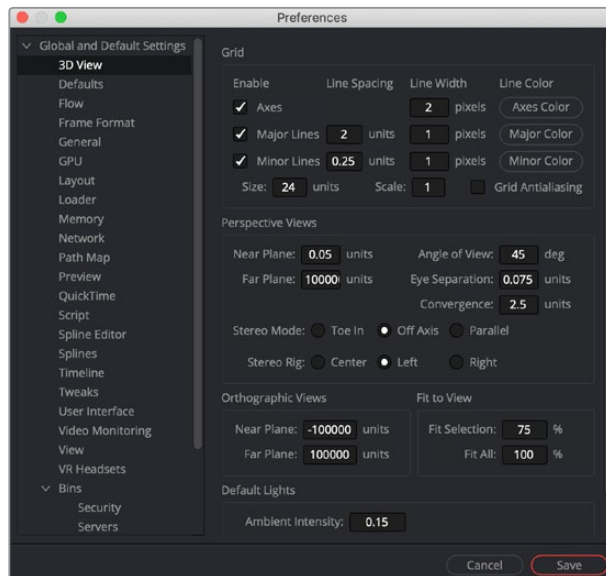 Preferences
Global and Default Settings
3D View
Defaults
Flow
Frame Format
General
GPU
Layout
Loader
Memory
Network
Path Map
Preview
QuickTime
Script
Spline Editor
Splines
Timeline
Tweaks
User Interface
Video Monitoring
View
VR Headsets
Bins
Security
Servers
Grid
Enable Line Spacing Line Width Line Color
Axes 2 pixels Axes Color
Major Lines 2 units 1 pixels Major Color
Minor Lines 0.25 units 1 pixels Minor Color
Size: 24 units Scale: 1 Grid Antialiasing
Perspective Views
Near Plane: 0.05 units Angle of View: 45 deg
Far Plane: 10000 units Eye Separation: 0.075 units
Convergence: 2.5 units
Stereo Mode: Toe In Off Axis Parallel
Stereo Rig: Center Left Right
Orthographic Views
Near Plane: -100000 units
Far Plane: 100000 units
Fit to View
Fit Selection: 75 %
Fit All: 100 %
Default Lights
Ambient Intensity: 0.15
Cancel Save